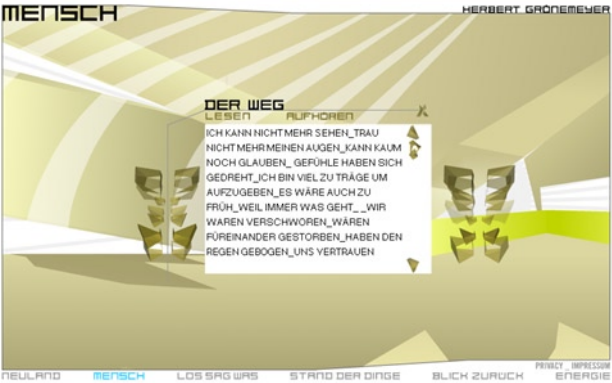 MENSCH
HERBERT GRÖNEMEYER
DER WEG
LESEN AUFHÖREN X
ICH KANN NICHT MEHR SEHEN_TRAU
NICHT MEHR MEINEN AUGEN_KANN KAUM
NOCH GLAUBEN_ GEFÜHLE HABEN SICH
GEDREHT_ICH BIN VIEL ZU TRÄGE UM
AUFZUGEBEN_ES WÄRE AUCH ZU
FRÜH_WEIL IMMER WAS GEHT_ _WIR
WAREN VERSCHWOREN_WÄREN
FÜREINANDER GESTORBEN_HABEN DEN
REGEN GEBOGEN_UNS VERTRAUEN
PRIVACY _ IMPRESSUM
NEULAND MENSCH LOS SAG WAS STAND DER DINGE BLICK ZURÜCK ENERGIE